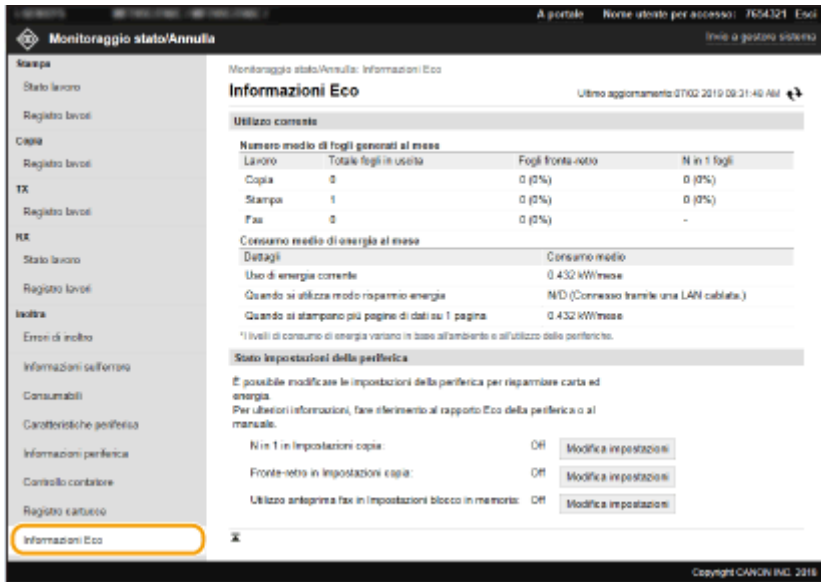 A portale Nome utente per accesso: 7654321 Esci
Monitoraggio stato/Annulla
Invie a gestore sistema
Stampa
Stato lavoro
Registro lavori
Copia
Registro lavori
TX
Registro lavori
RX
Stato lavoro
Registro lavori
Inoltra
Errori di inoltro
Informazioni sull'errore
Consumabili
Caratteristiche periferica
Informazioni periferica
Controllo contatore
Registro cartucce
Informazioni Eco
Monitoraggio stato/Annulla: Informazioni Eco
Informazioni Eco
Ultimo aggiornamento:07/02 2019 09:31:49 AM
Utilizzo corrente
Numero medio di fogli generati al mese
Lavoro Totale fogli in uscita Fogli fronte-retro N in 1 fogli
Copia 0 0 (0%) 0 (0%)
Stampa 1 0 (0%) 0 (0%)
Fax 0 0 (0%) -
Consumo medio di energia al mese
Dettagli Consumo medio
Uso di energia corrente 0.432 kW/mese
Quando si utilizza modo risparmio energia N/D (Connesso tramite una LAN cablata.)
Quando si stampano più pagine di dati su 1 pagina 0.432 kW/mese
*I livelli di consumo di energia variano in base all'ambiente e all'utilizzo delle periferiche.
Stato impostazioni della periferica
È possibile modificare le impostazioni della periferica per risparmiare carta ed
energia.
Per ulteriori informazioni, fare riferimento al rapporto Eco della periferica o al
manuale.
N in 1 in Impostazioni copia: Off Modifica impostazioni
Fronte-retro in Impostazioni copia: Off Modifica impostazioni
Utilizzo anteprima fax in Impostazioni blocco in memoria: Off Modifica impostazioni
Copyright CANON INC. 2018